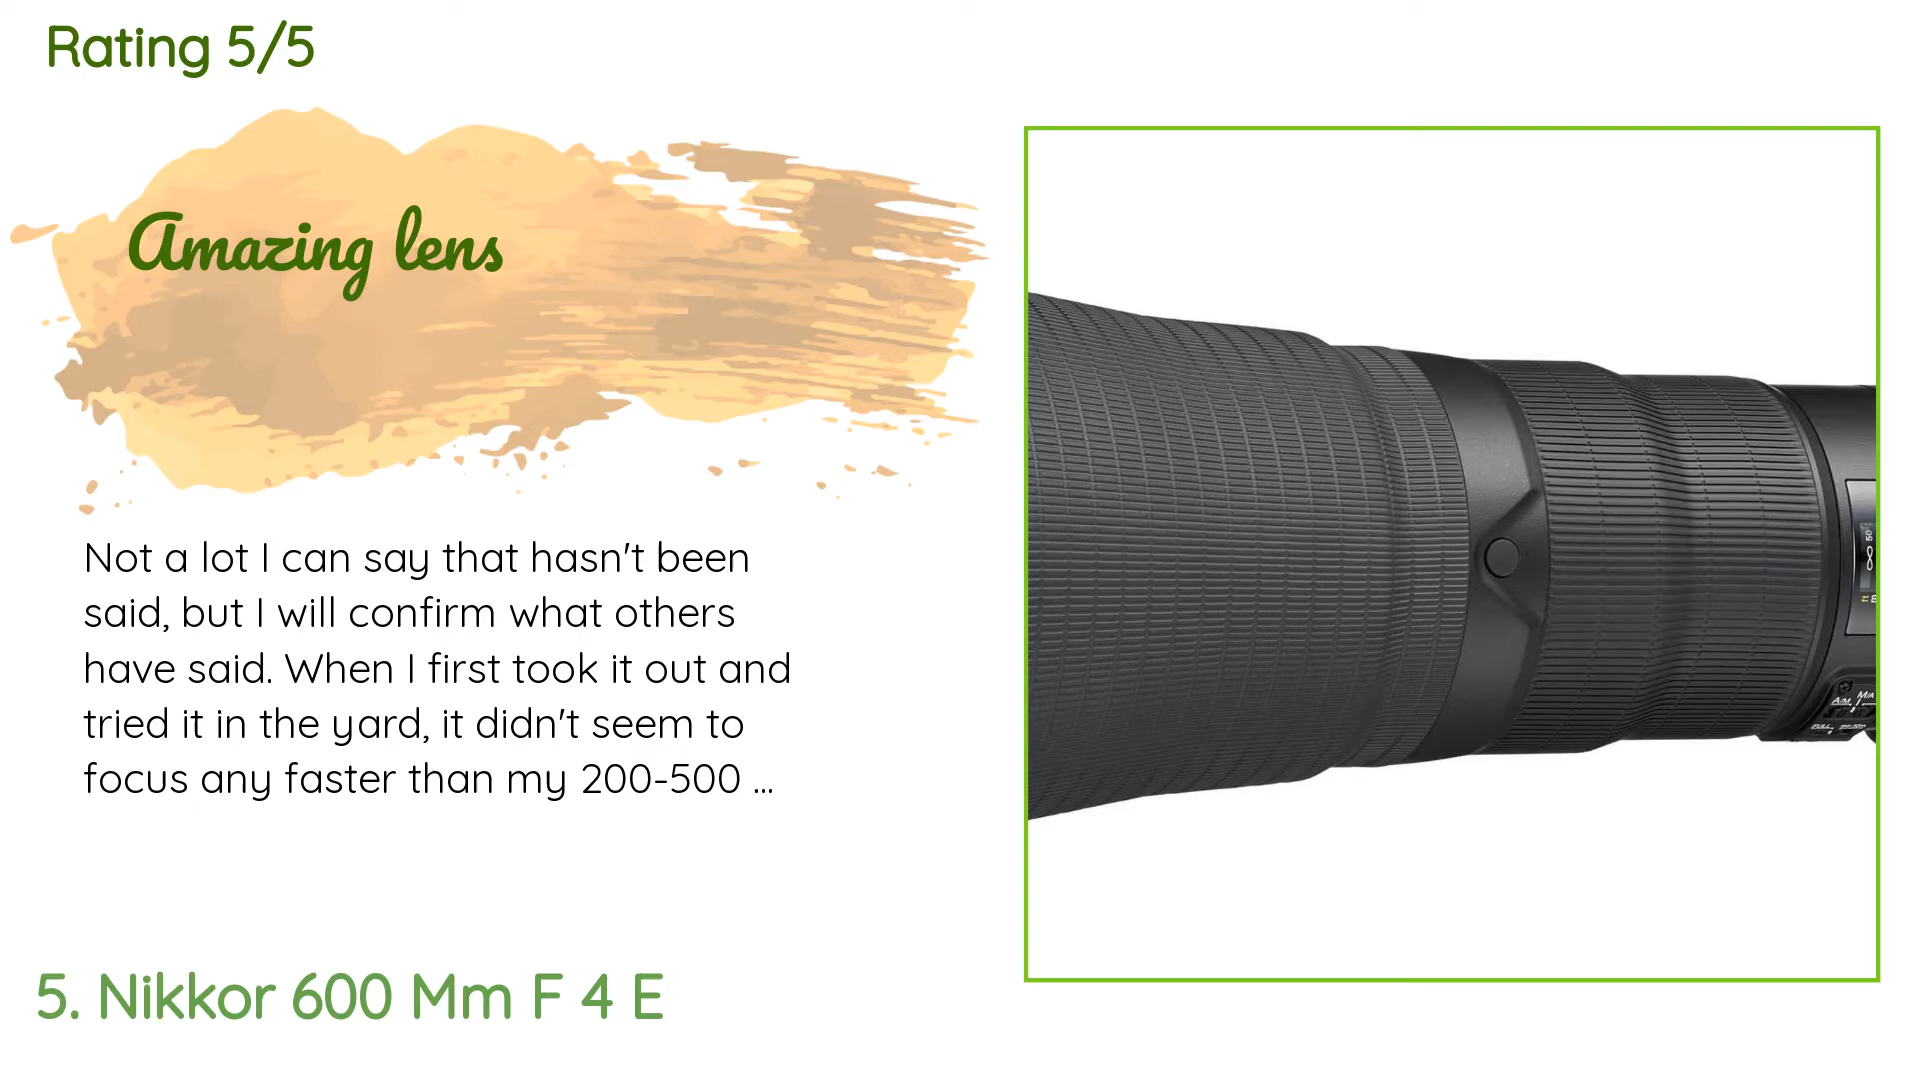 Rating 5/5
Amazing lens
Not a lot I can say that hasn't been
said, but I will confirm what others
have said. When I first took it out and
tried it in the yard, it didn't seem to
focus any faster than my 200-500 ...
50
∞
A/M M/A
FULL
5. Nikkor 600 Mm F 4 E